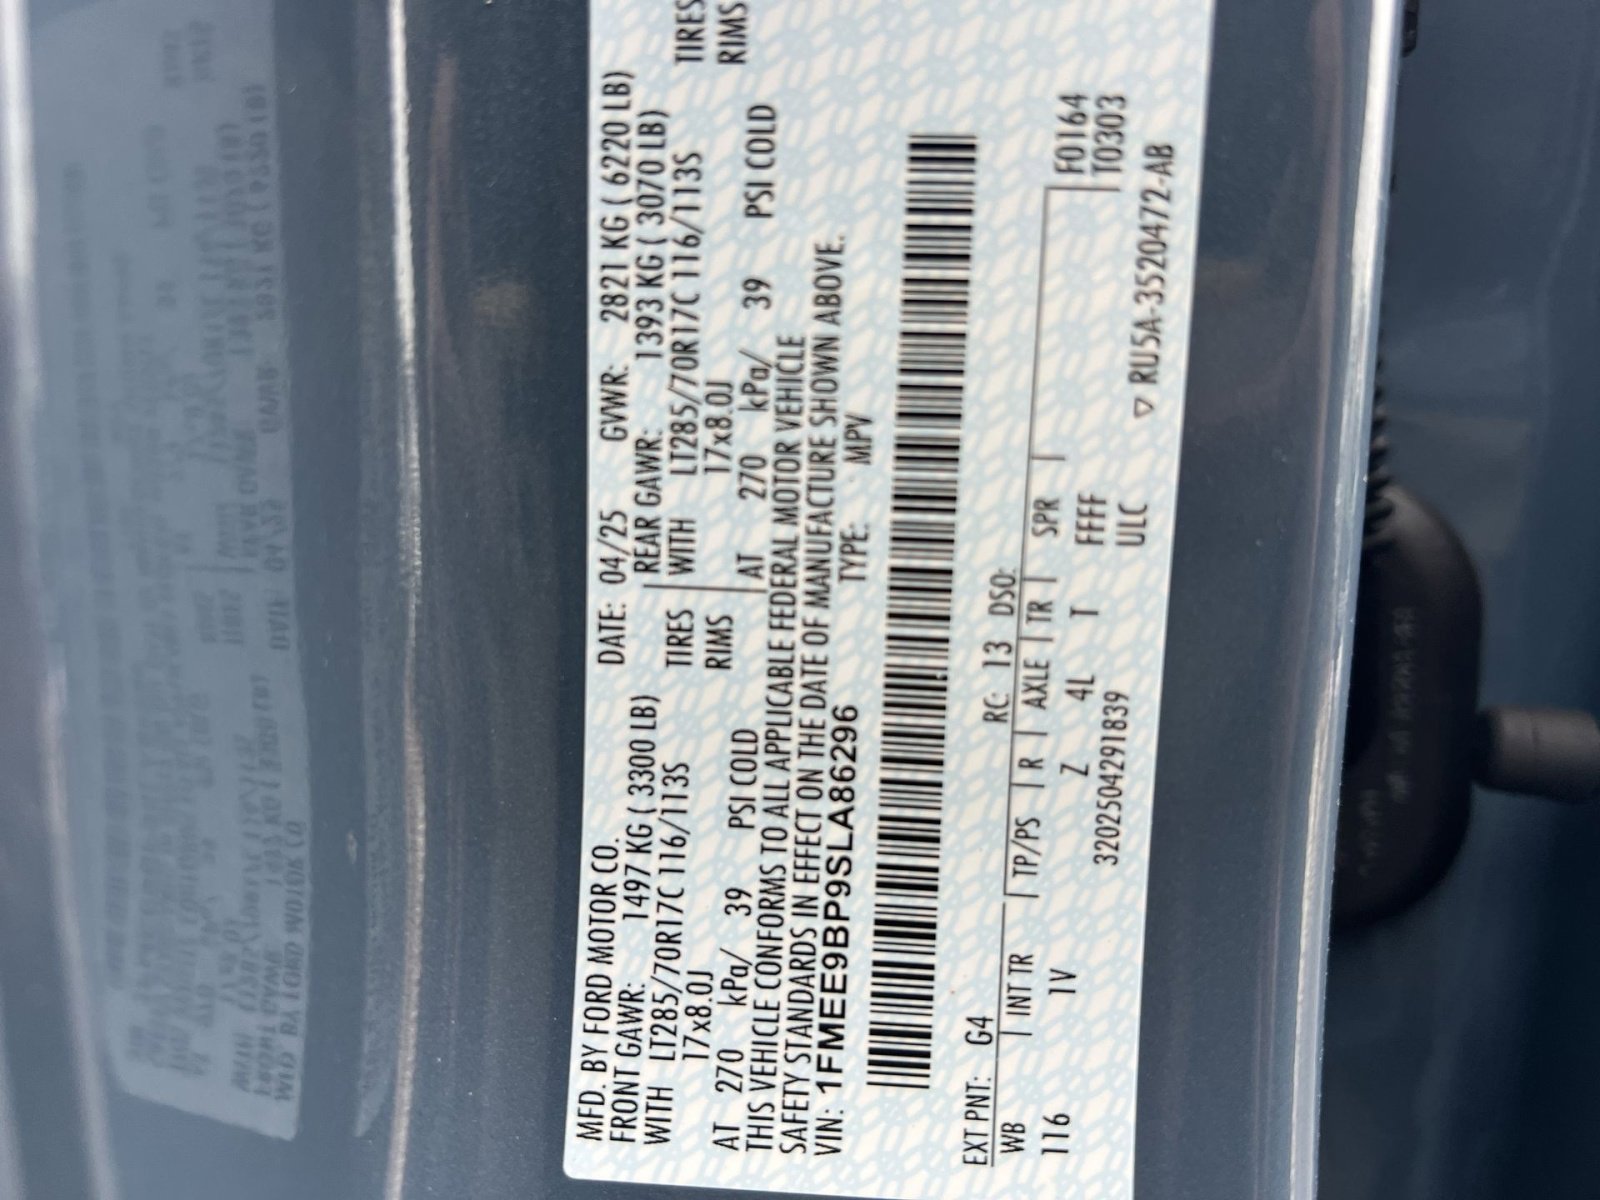 MFD. BY FORD MOTOR CO.
DATE: 04/25 GVWR: 2821 KG ( 6220 LB)
FRONT GAWR: 1497 KG ( 3300 LB) REAR GAWR: 1393 KG ( 3070 LB)
WITH LT285/70R17C 116/113S TIRES WITH LT285/70R17C 116/113S TIRES
17x8.0J RIMS 17x8.0J RIMS
AT 270 kPa/ 39 PSI COLD AT 270 kPa/ 39 PSI COLD
THIS VEHICLE CONFORMS TO ALL APPLICABLE FEDERAL MOTOR VEHICLE
SAFETY STANDARDS IN EFFECT ON THE DATE OF MANUFACTURE SHOWN ABOVE.
VIN: 1FMEE9BP9SLA86296 TYPE: MPV
EXT PNT: G4 RC: 13 DSO: F0164
WB INT TR TP/PS R AXLE TR SPR T0303
116 1V Z 4L T FFFF
3202504291839 ULC ▽ RU5A-3520472-AB